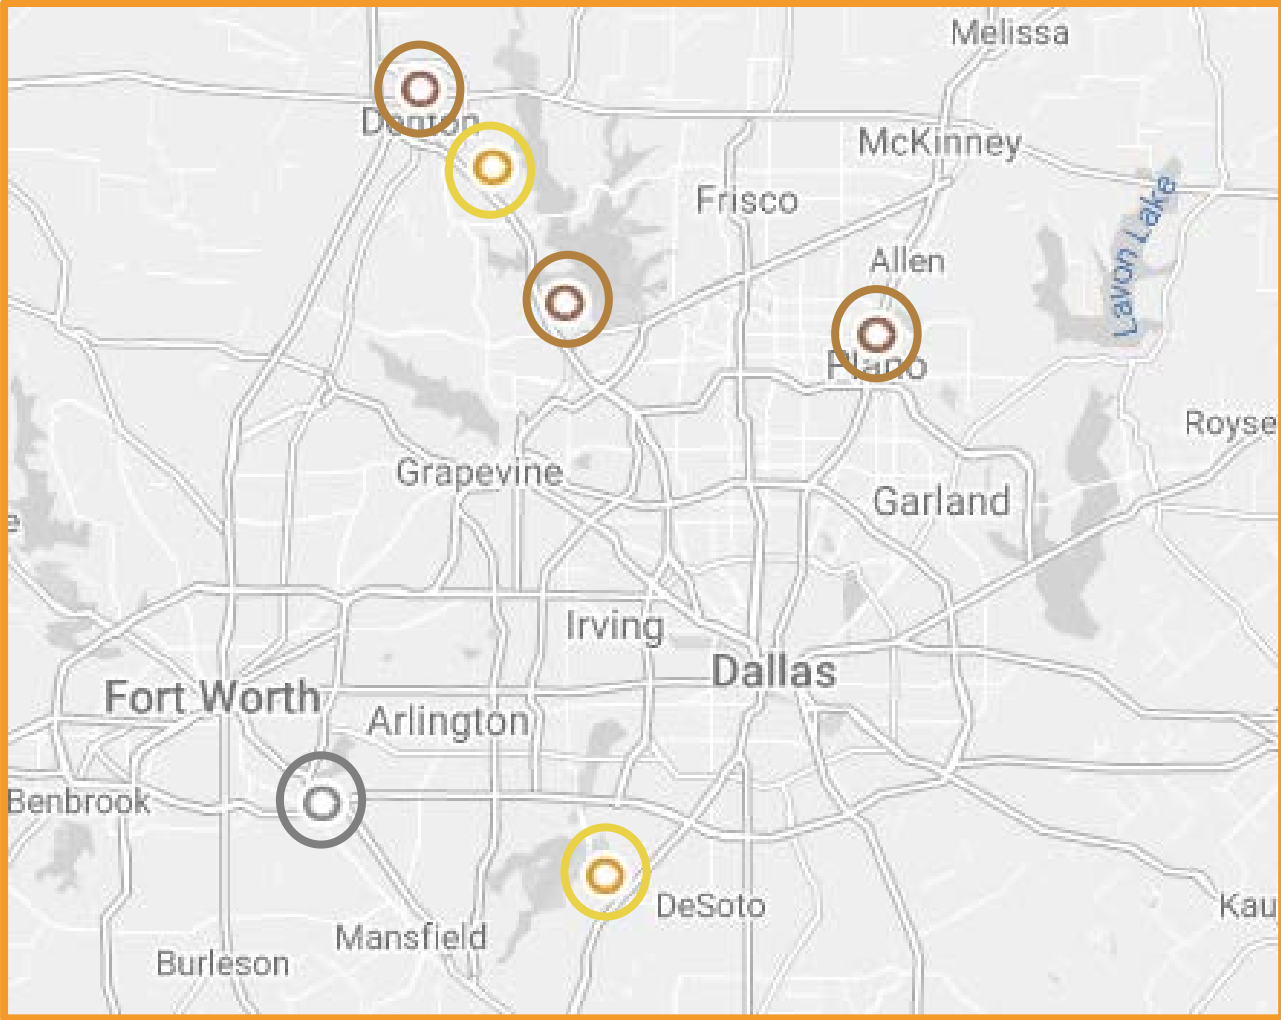 Melissa
Denton
McKinney
Frisco
Lavon Lake
Allen
Plano
Royse
Grapevine
Garland
e
Irving
Dallas
Fort Worth
Arlington
Benbrook
DeSoto
Kau
Mansfield
Burleson